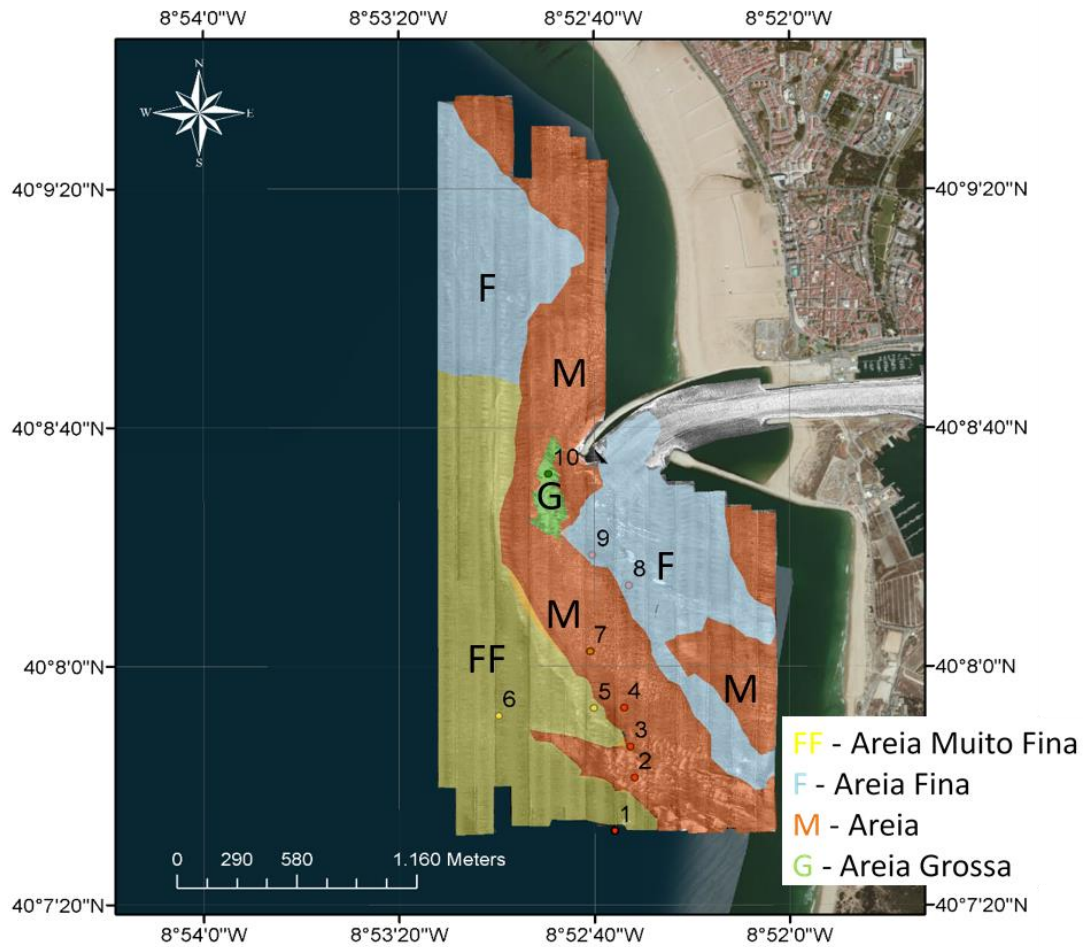 8°54'0"W 8°53'20"W 8°52'40"W 8°52'0"W
N
W E
S
40°9'20"N 40°9'20"N
F
M
40°8'40"N 40°8'40"N
10
G
9
8
F
M
7
40°8'0"N 40°8'0"N
FF
M
6
5
4
3
2
1
FF - Areia Muito Fina
F - Areia Fina
M - Areia
G - Areia Grossa
0 290 580 1.160 Meters
40°7'20"N 40°7'20"N
8°54'0"W 8°53'20"W 8°52'40"W 8°52'0"W